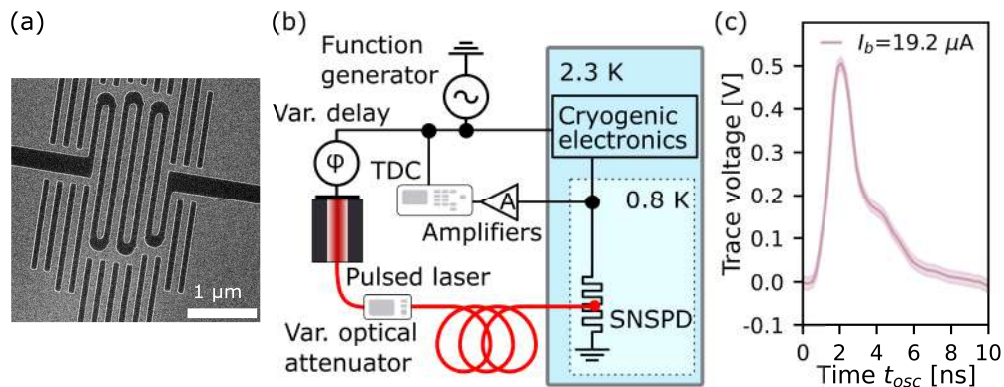 (a)
1 μm
(b)
Function
generator
Var. delay
φ
TDC
A
Amplifiers
Pulsed laser
Var. optical
attenuator
2.3 K
Cryogenic
electronics
0.8 K
SNSPD
(c)
I_b=19.2 μA
Trace voltage [V]
0.5
0.4
0.3
0.2
0.1
0.0
-0.1
0 2 4 6 8 10
Time t_osc [ns]